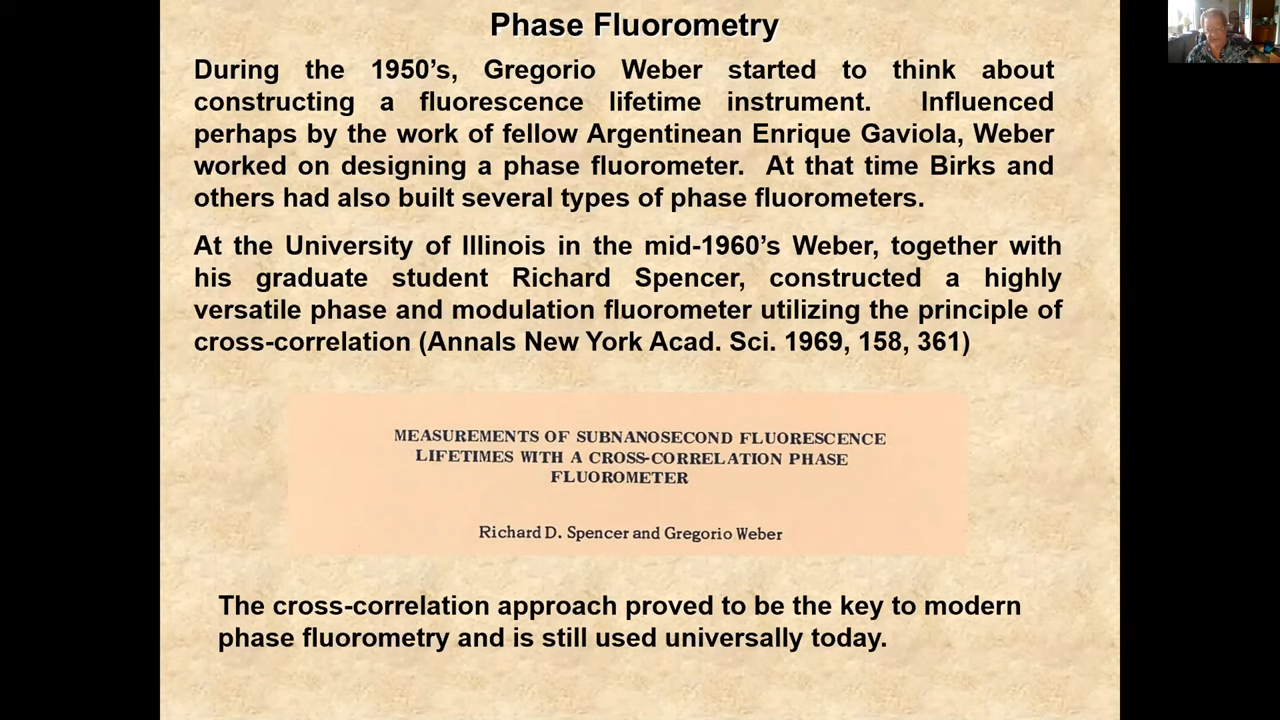 Phase Fluorometry
During the 1950’s, Gregorio Weber started to think about
constructing a fluorescence lifetime instrument. Influenced
perhaps by the work of fellow Argentinean Enrique Gaviola, Weber
worked on designing a phase fluorometer. At that time Birks and
others had also built several types of phase fluorometers.
At the University of Illinois in the mid-1960’s Weber, together with
his graduate student Richard Spencer, constructed a highly
versatile phase and modulation fluorometer utilizing the principle of
cross-correlation (Annals New York Acad. Sci. 1969, 158, 361)
MEASUREMENTS OF SUBNANOSECOND FLUORESCENCE
LIFETIMES WITH A CROSS-CORRELATION PHASE
FLUOROMETER
Richard D. Spencer and Gregorio Weber
The cross-correlation approach proved to be the key to modern
phase fluorometry and is still used universally today.